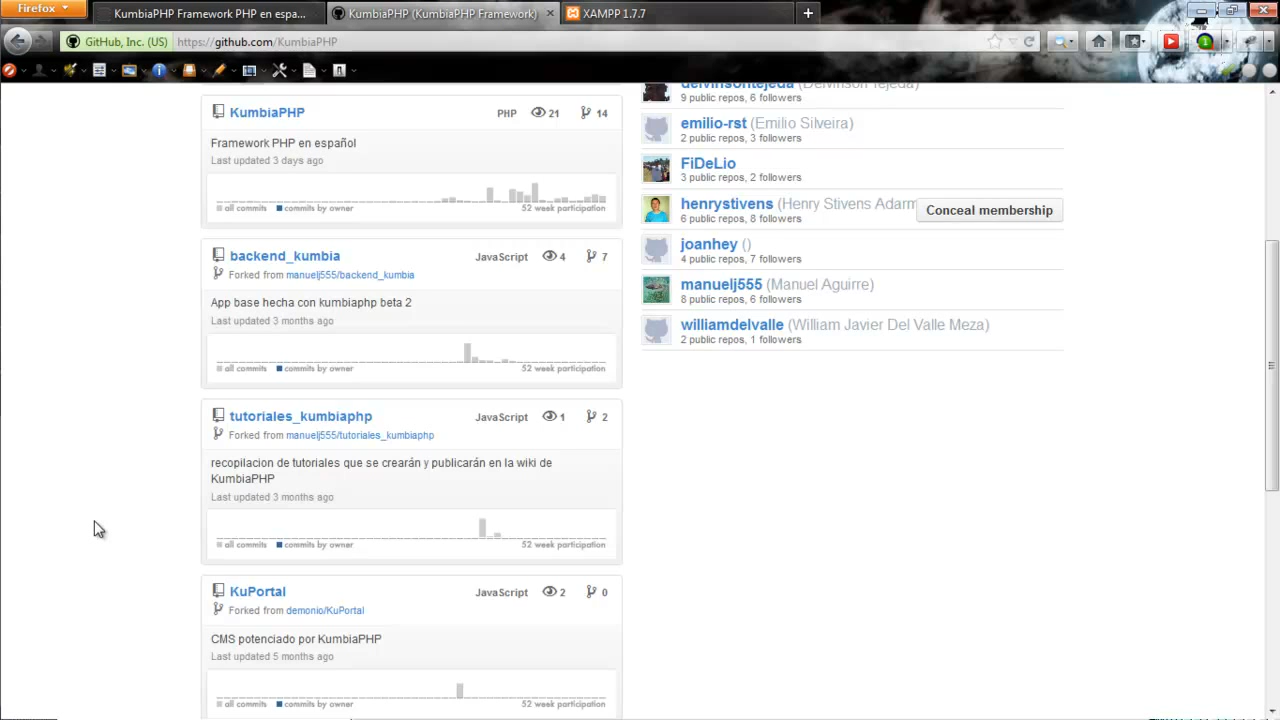 Firefox
KumbiaPHP Framework PHP en espa...
KumbiaPHP (KumbiaPHP Framework)
XAMPP 1.7.7
GitHub, Inc. (US)
https://github.com/KumbiaPHP
KumbiaPHP
PHP 21 14
Framework PHP en español
Last updated 3 days ago
all commits commits by owner 52 week participation
backend_kumbia
JavaScript 4 7
Forked from manuelj555/backend_kumbia
App base hecha con kumbiaphp beta 2
Last updated 3 months ago
all commits commits by owner 52 week participation
tutoriales_kumbiaphp
JavaScript 1 2
Forked from manuelj555/tutoriales_kumbiaphp
recopilacion de tutoriales que se crearán y publicarán en la wiki de
KumbiaPHP
Last updated 3 months ago
all commits commits by owner 52 week participation
KuPortal
JavaScript 2 0
Forked from demonio/KuPortal
CMS potenciado por KumbiaPHP
Last updated 5 months ago
all commits commits by owner 52 week participation
delvinsontejeda (Delvinson Tejeda)
9 public repos, 6 followers
emilio-rst (Emilio Silveira)
2 public repos, 3 followers
FiDeLio
3 public repos, 2 followers
henrystivens (Henry Stivens Adarm
Conceal membership
6 public repos, 8 followers
joanhey ()
4 public repos, 7 followers
manuelj555 (Manuel Aguirre)
8 public repos, 6 followers
williamdelvalle (William Javier Del Valle Meza)
2 public repos, 1 followers